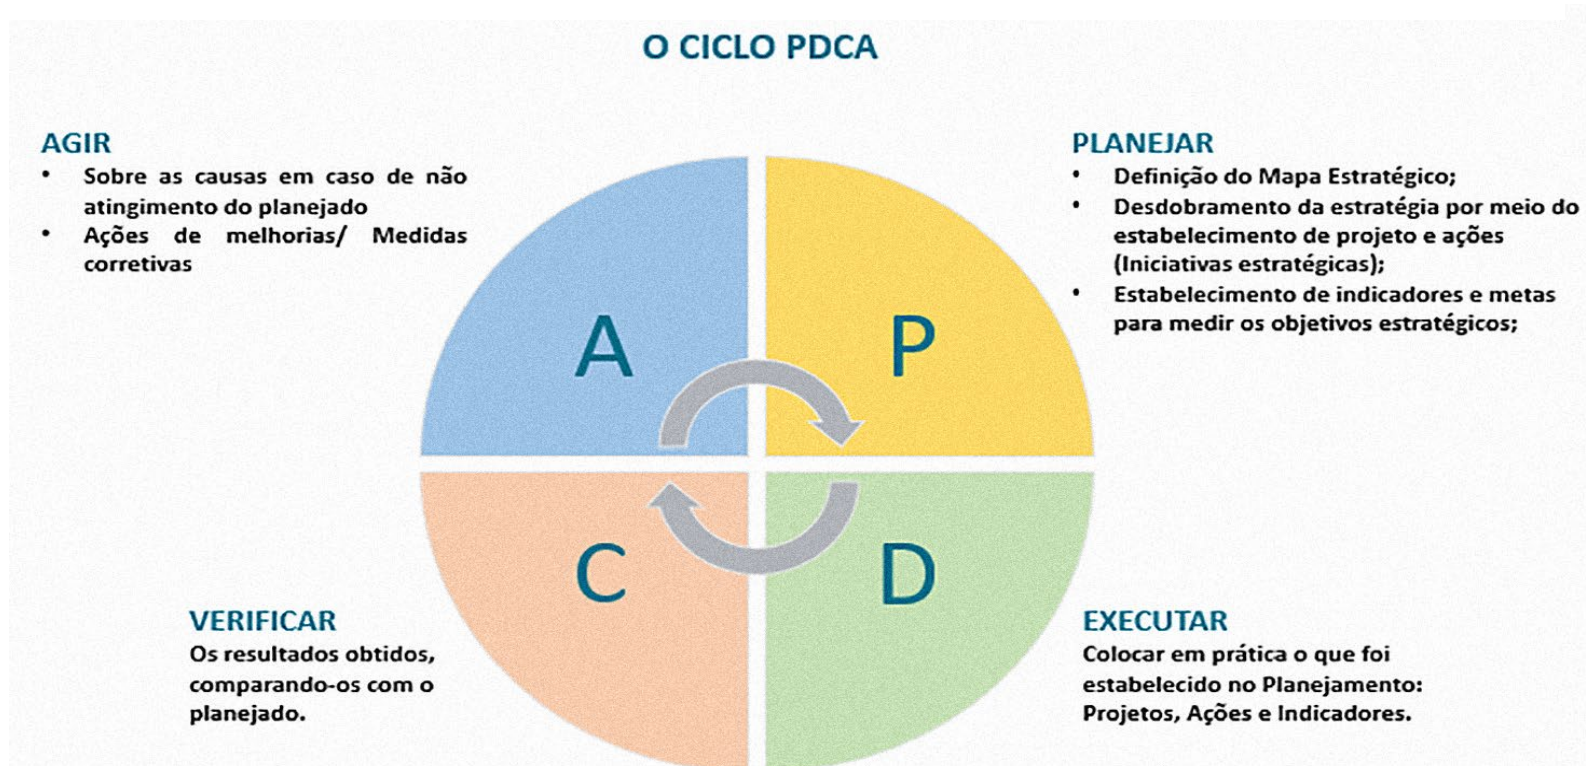 O CICLO PDCA
AGIR
• Sobre as causas em caso de não
atingimento do planejado
• Ações de melhorias/ Medidas
corretivas
PLANEJAR
• Definição do Mapa Estratégico;
• Desdobramento da estratégia por meio do
estabelecimento de projeto e ações
(Iniciativas estratégicas);
• Estabelecimento de indicadores e metas
para medir os objetivos estratégicos;
A
P
C
D
VERIFICAR
Os resultados obtidos,
comparando-os com o
planejado.
EXECUTAR
Colocar em prática o que foi
estabelecido no Planejamento:
Projetos, Ações e Indicadores.